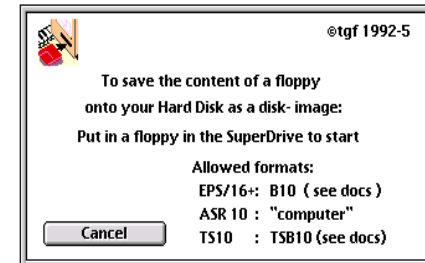 ©tgf 1992-5
To save the content of a floppy
onto your Hard Disk as a disk- image:
Put in a floppy in the SuperDrive to start
Allowed formats:
EPS/16+: B10 ( see docs )
ASR 10 : "computer"
TS10 : TSB10 (see docs)
Cancel